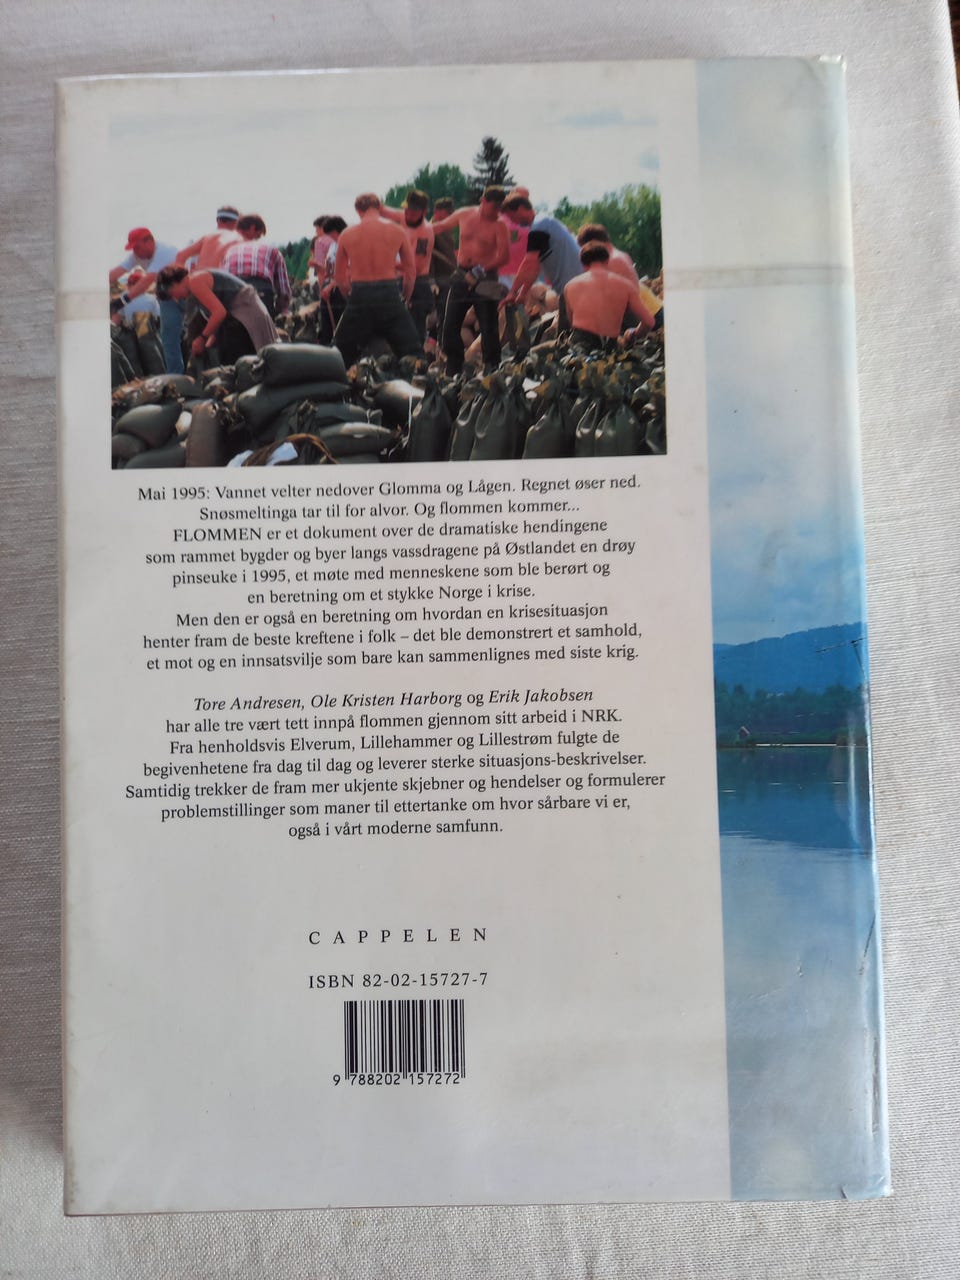 Mai 1995: Vannet velter nedover Glomma og Lågen. Regnet øser ned.
Snøsmeltinga tar til for alvor. Og flommen kommer...
FLOMMEN er et dokument over de dramatiske hendingene
som rammet bygder og byer langs vassdragene på Østlandet en drøy
pinseuke i 1995, et møte med menneskene som ble berørt og
en beretning om et stykke Norge i krise.
Men den er også en beretning om hvordan en krisesituasjon
henter fram de beste kreftene i folk – det ble demonstrert et samhold,
et mot og en innsatsvilje som bare kan sammenlignes med siste krig.
Tore Andresen, Ole Kristen Harborg og Erik Jakobsen
har alle tre vært tett innpå flommen gjennom sitt arbeid i NRK.
Fra henholdsvis Elverum, Lillehammer og Lillestrøm fulgte de
begivenhetene fra dag til dag og leverer sterke situasjons-beskrivelser.
Samtidig trekker de fram mer ukjente skjebner og hendelser og formulerer
problemstillinger som maner til ettertanke om hvor sårbare vi er,
også i vårt moderne samfunn.
CAPPELEN
ISBN 82-02-15727-7
9 788202 157272